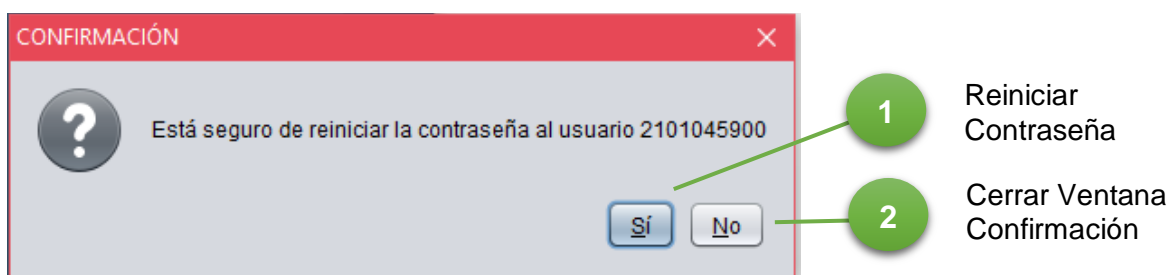 CONFIRMACIÓN
Está seguro de reiniciar la contraseña al usuario 2101045900
Sí
No
1
Reiniciar
Contraseña
2
Cerrar Ventana
Confirmación